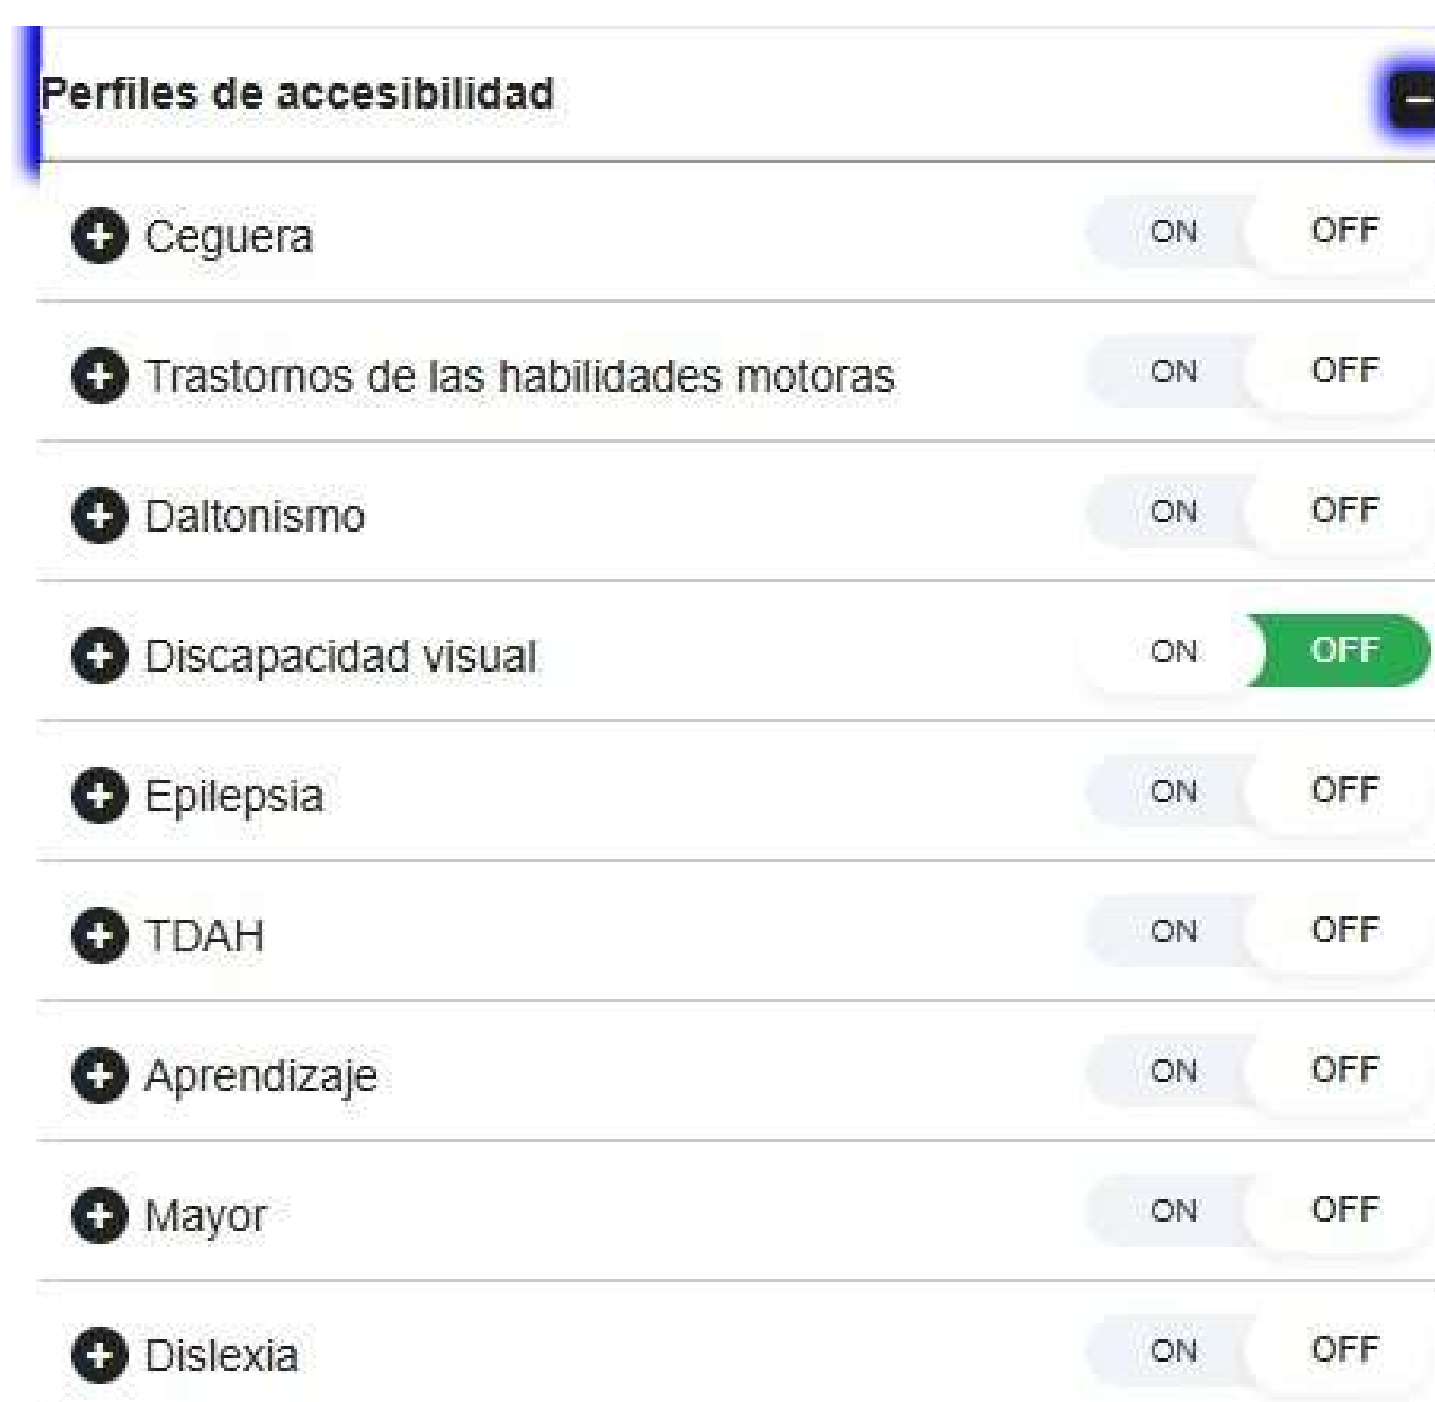 Perfiles de accesibilidad
Ceguera ON OFF
Trastornos de las habilidades motoras ON OFF
Daltonismo ON OFF
Discapacidad visual ON OFF
Epilepsia ON OFF
TDAH ON OFF
Aprendizaje ON OFF
Mayor ON OFF
Dislexia ON OFF